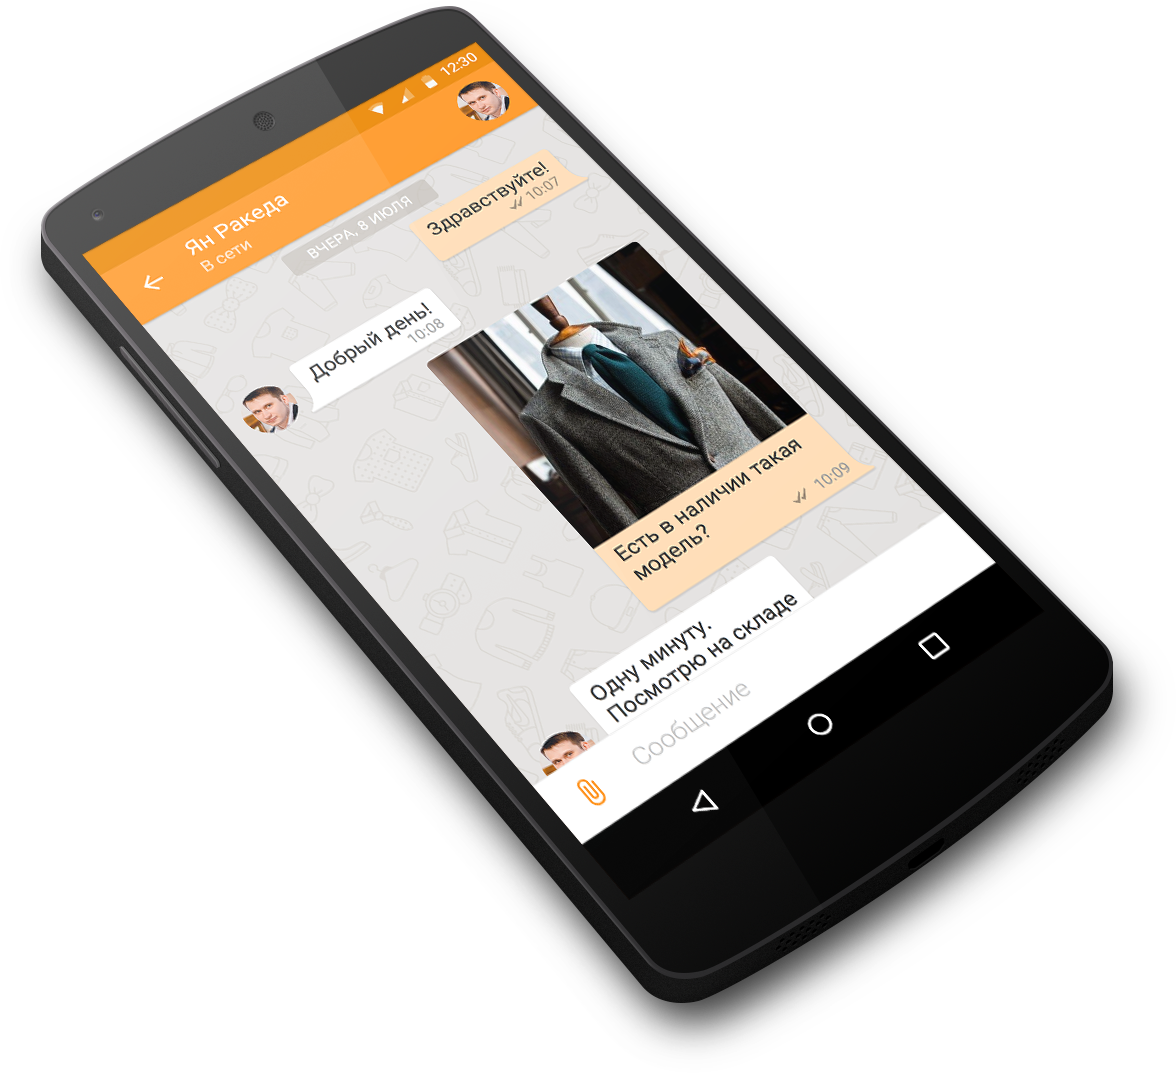 12:30
Ян Ракеда
В сети
ВЧЕРА, 8 ИЮЛЯ
Здравствуйте!
10:07
Добрый день!
10:08
Есть в наличии такая
модель?
10:09
Одну минуту.
Посмотрю на складе
Сообщение